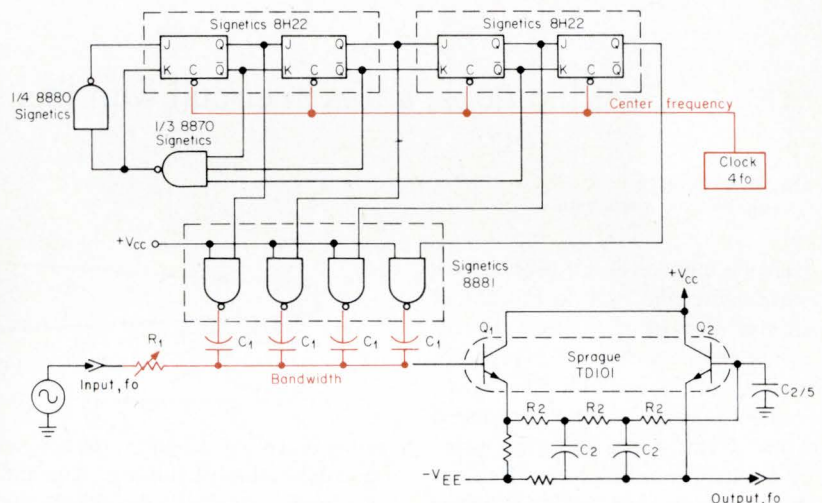 Signetics 8H22
Signetics 8H22
J Q
K C Q̅
J Q
K C Q̅
J Q
K C Q̅
J Q
K C Q̅
1/4 8880
Signetics
1/3 8870
Signetics
Center frequency
Clock
4fo
+Vcc
Signetics
8881
+Vcc
R1
C1
C1
C1
C1
Q1
Q2
Sprague
TD101
Input,fo
Bandwidth
C2/5
R2
R2
R2
C2
C2
-VEE
Output,fo